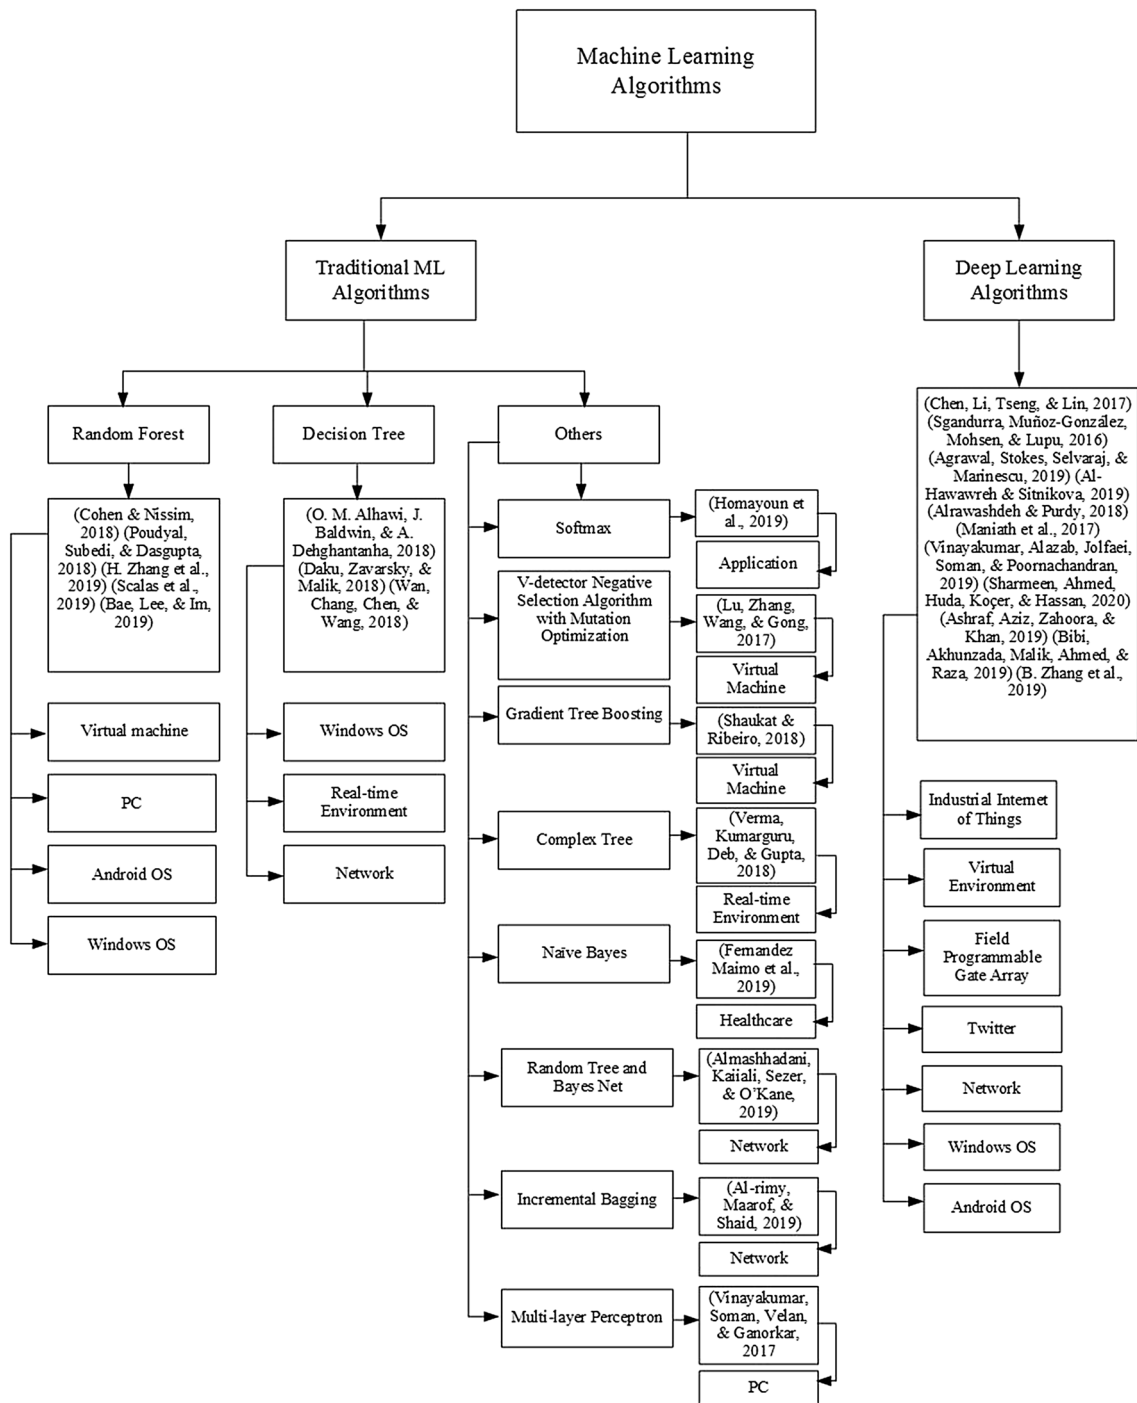 Machine Learning
Algorithms
Traditional ML
Algorithms
Deep Learning
Algorithms
Random Forest
(Cohen & Nissim,
2018) (Poudyal,
Subedi, & Dasgupta,
2018) (H. Zhang et al.,
2019) (Scalas et al.,
2019) (Bae, Lee, & Im,
2019)
Virtual machine
PC
Android OS
Windows OS
Decision Tree
(O. M. Alhawi, J.
Baldwin, & A.
Dehghantanha, 2018)
(Daku, Zavarsky, &
Malik, 2018) (Wan,
Chang, Chen, &
Wang, 2018)
Windows OS
Real-time
Environment
Network
Others
Softmax
(Homayoun et
al., 2019)
Application
V-detector Negative
Selection Algorithm
with Mutation
Optimization
(Lu, Zhang,
Wang, & Gong,
2017)
Virtual
Machine
Gradient Tree Boosting
(Shaukat &
Ribeiro, 2018)
Virtual
Machine
Complex Tree
(Verma,
Kumarguru,
Deb, & Gupta,
2018)
Real-time
Environment
Naïve Bayes
(Fernandez
Maimo et al.,
2019)
Healthcare
Random Tree and
Bayes Net
(Almashhadani,
Kaiiali, Sezer,
& O’Kane,
2019)
Network
Incremental Bagging
(Al-rimy,
Maarof, &
Shaid, 2019)
Network
Multi-layer Perceptron
(Vinayakumar,
Soman, Velan,
& Ganorkar,
2017
PC
(Chen, Li, Tseng, & Lin, 2017)
(Sgandurra, Muñoz-González,
Mohsen, & Lupu, 2016)
(Agrawal, Stokes, Selvaraj, &
Marinescu, 2019) (Al-
Hawawreh & Sitnikova, 2019)
(Alrawashdeh & Purdy, 2018)
(Maniath et al., 2017)
(Vinayakumar, Alazab, Jolfaei,
Soman, & Poornachandran,
2019) (Sharmeen, Ahmed,
Huda, Koçer, & Hassan, 2020)
(Ashraf, Aziz, Zahoora, &
Khan, 2019) (Bibi,
Akhunzada, Malik, Ahmed, &
Raza, 2019) (B. Zhang et al.,
2019)
Industrial Internet
of Things
Virtual
Environment
Field
Programmable
Gate Array
Twitter
Network
Windows OS
Android OS